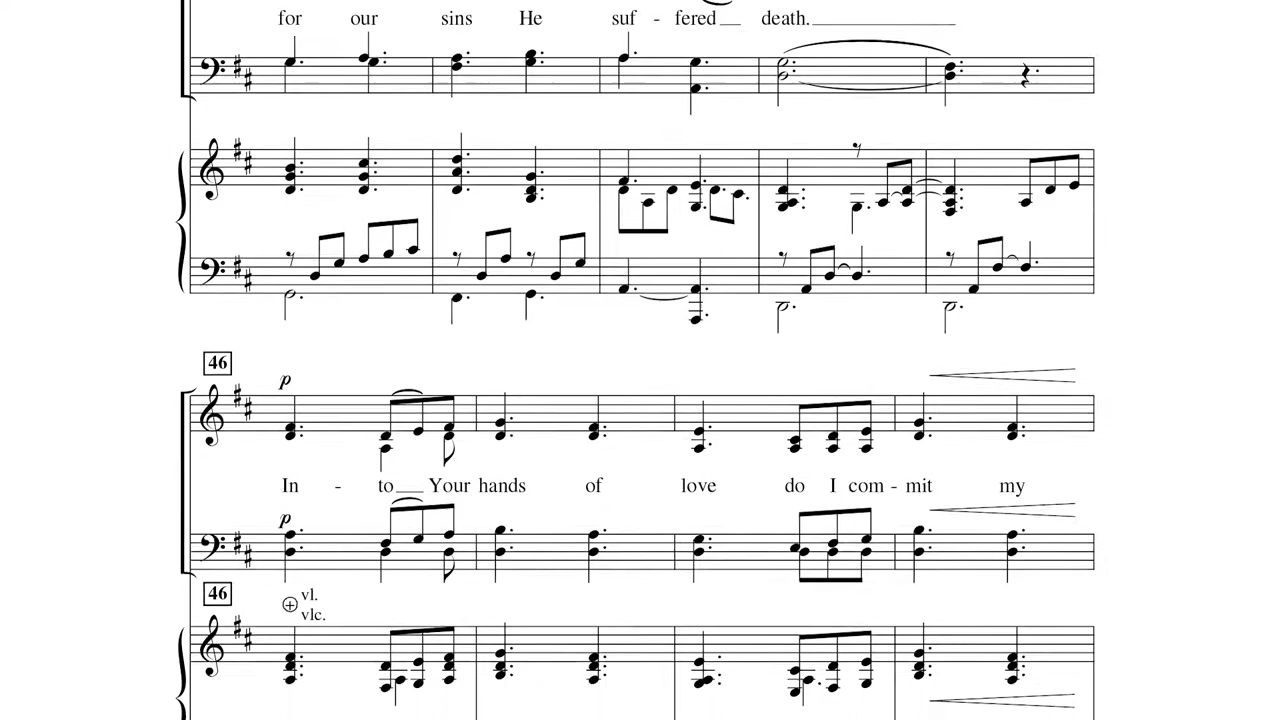 for our sins He suf - fered death.
46
p
In - to Your hands of love do I com - mit my
p
46
vl.
vlc.